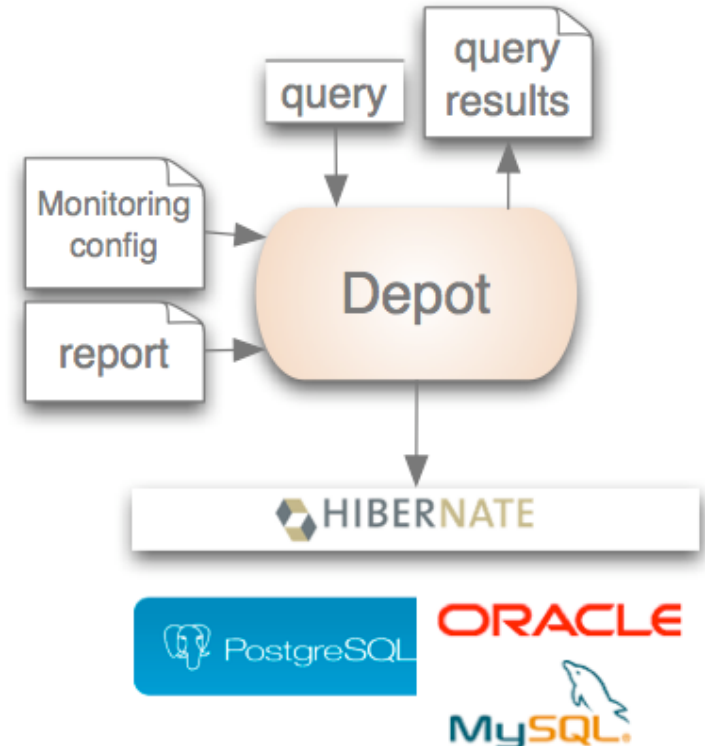 query
query
results
Monitoring
config
Depot
report
HIBERNATE
PostgreSQL
ORACLE
MySQL.